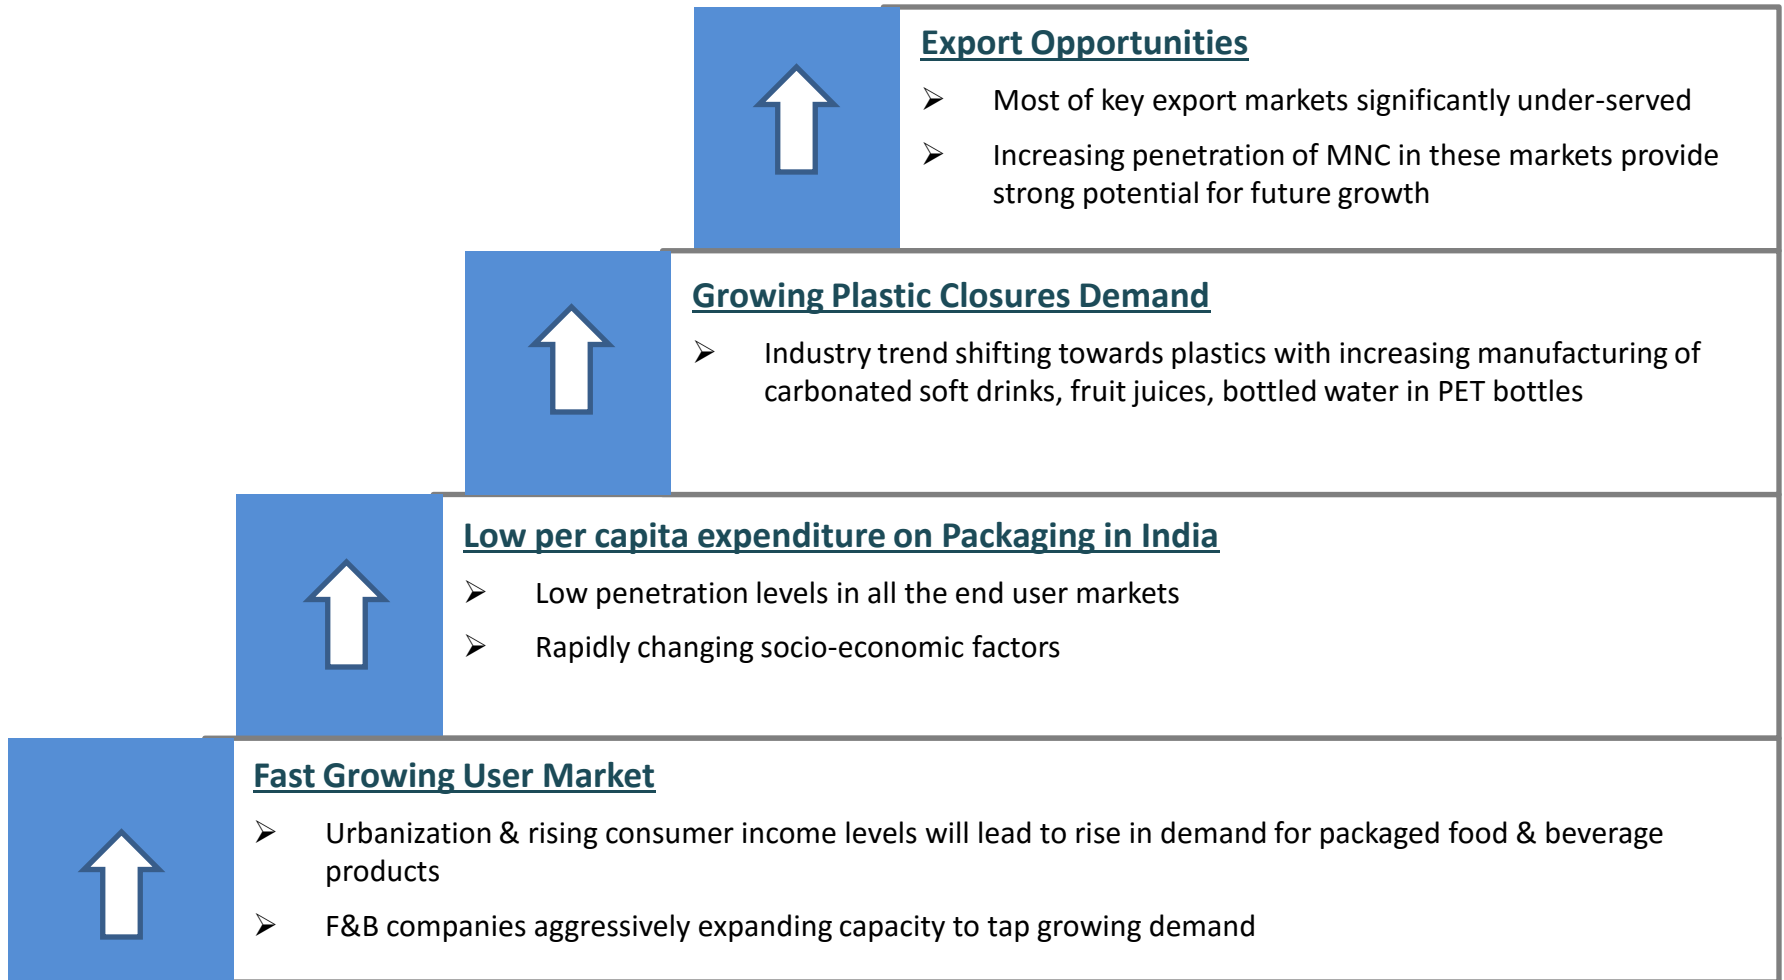 Export Opportunities
➢ Most of key export markets significantly under-served
➢ Increasing penetration of MNC in these markets provide
strong potential for future growth
Growing Plastic Closures Demand
➢ Industry trend shifting towards plastics with increasing manufacturing of
carbonated soft drinks, fruit juices, bottled water in PET bottles
Low per capita expenditure on Packaging in India
➢ Low penetration levels in all the end user markets
➢ Rapidly changing socio-economic factors
Fast Growing User Market
➢ Urbanization & rising consumer income levels will lead to rise in demand for packaged food & beverage
products
➢ F&B companies aggressively expanding capacity to tap growing demand